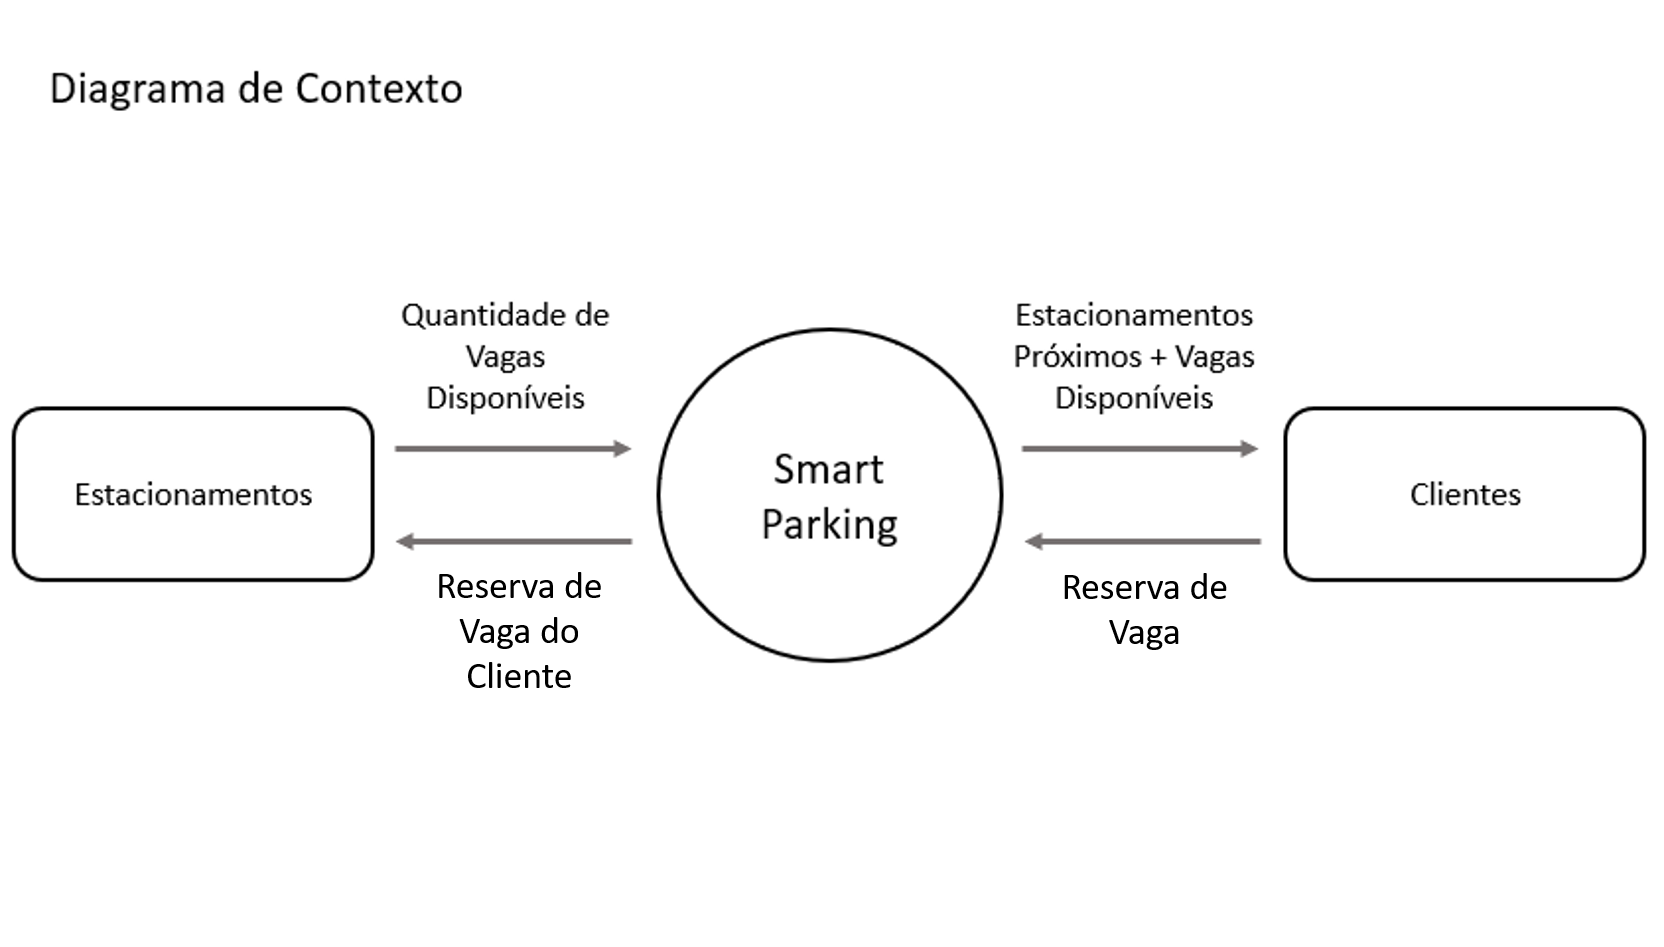 Diagrama de Contexto
Quantidade de
Vagas
Disponíveis
Estacionamentos
Próximos + Vagas
Disponíveis
Estacionamentos
Smart
Parking
Clientes
Reserva de
Vaga do
Cliente
Reserva de
Vaga